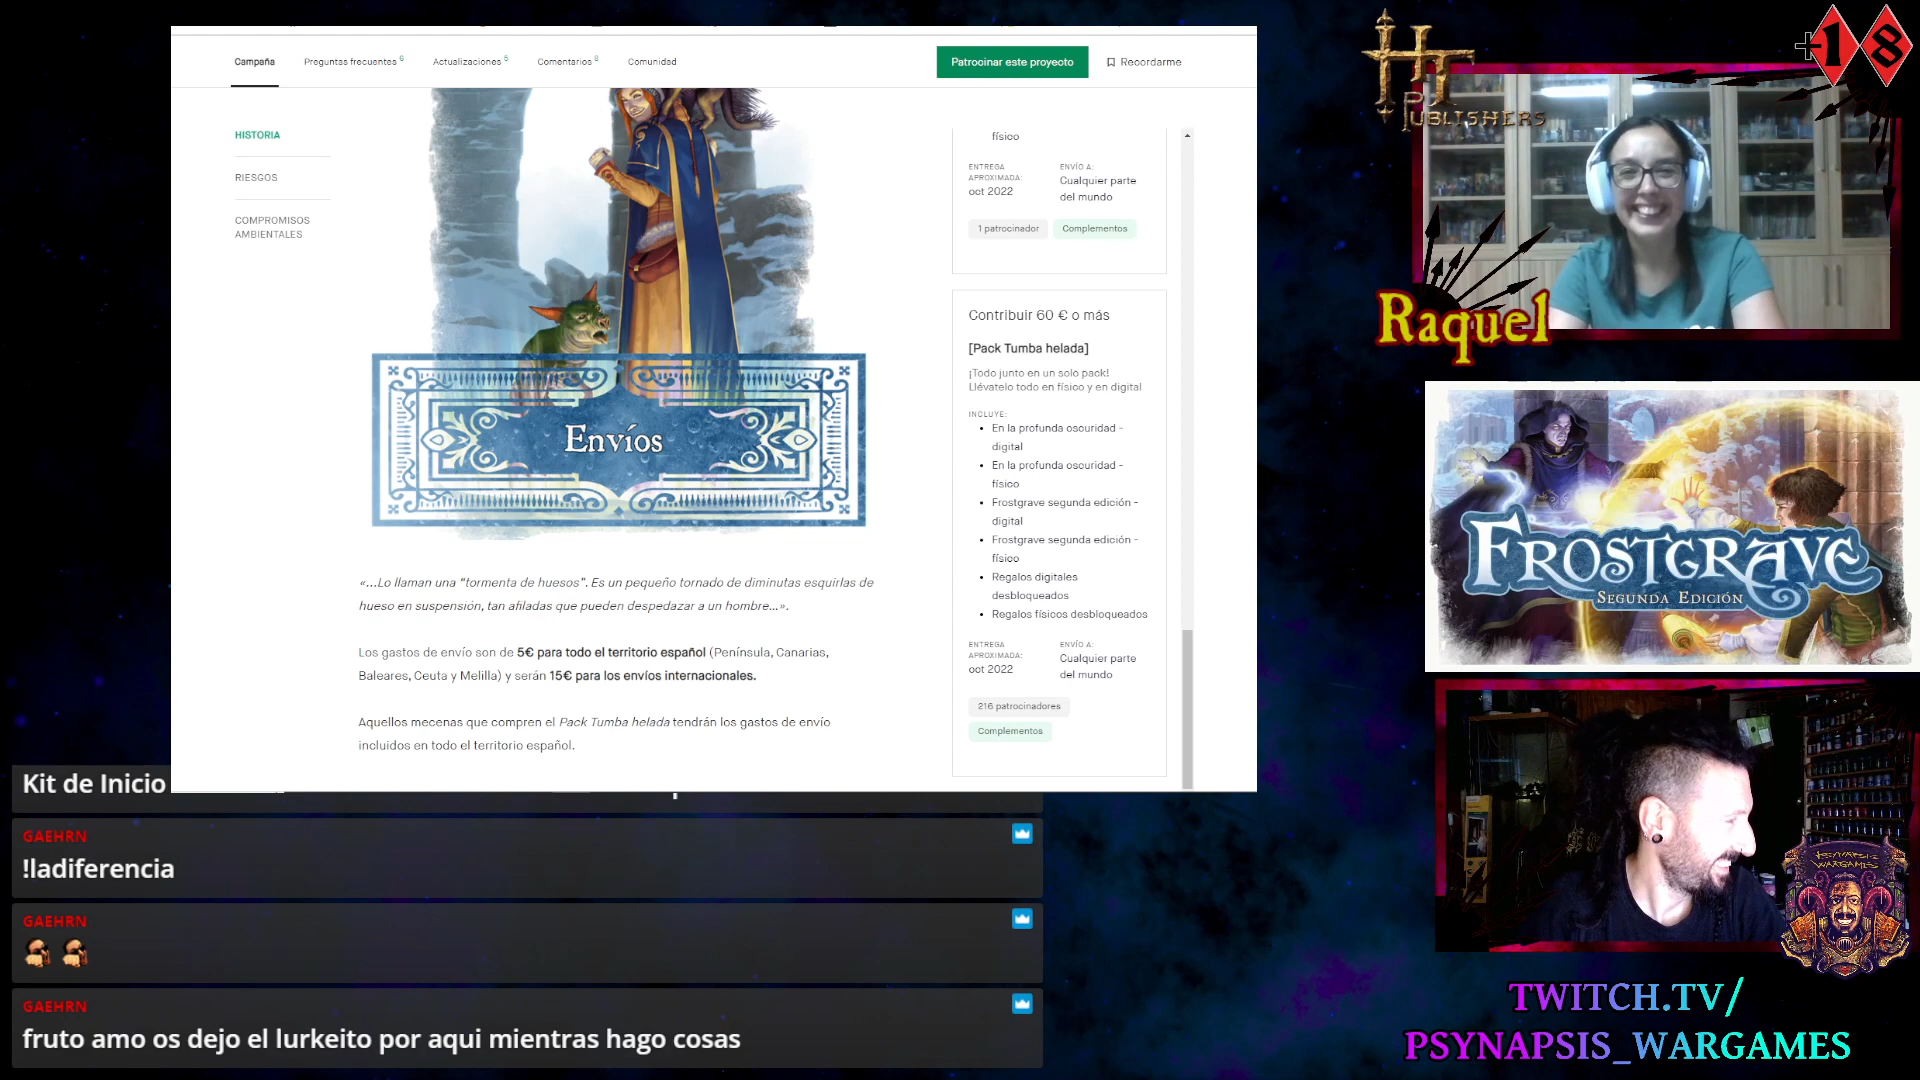 Campaña
Preguntas frecuentes 6
Actualizaciones 5
Comentarios 8
Comunidad
Patrocinar este proyecto
Recordarme
HISTORIA
RIESGOS
COMPROMISOS
AMBIENTALES
Envíos
«...Lo llaman una “tormenta de huesos”. Es un pequeño tornado de diminutas esquirlas de
hueso en suspensión, tan afiladas que pueden despedazar a un hombre...».
Los gastos de envío son de 5€ para todo el territorio español (Península, Canarias,
Baleares, Ceuta y Melilla) y serán 15€ para los envíos internacionales.
Aquellos mecenas que compren el Pack Tumba helada tendrán los gastos de envío
incluidos en todo el territorio español.
físico
ENTREGA
APROXIMADA:
oct 2022
ENVÍO A:
Cualquier parte
del mundo
1 patrocinador
Complementos
Contribuir 60 € o más
[Pack Tumba helada]
¡Todo junto en un solo pack!
Llévatelo todo en físico y en digital
INCLUYE:
En la profunda oscuridad -
digital
En la profunda oscuridad -
físico
Frostgrave segunda edición -
digital
Frostgrave segunda edición -
físico
Regalos digitales
desbloqueados
Regalos físicos desbloqueados
ENTREGA
APROXIMADA:
oct 2022
ENVÍO A:
Cualquier parte
del mundo
216 patrocinadores
Complementos
Kit de Inicio
GAEHRN
!ladiferencia
GAEHRN
GAEHRN
fruto amo os dejo el lurkeito por aqui mientras hago cosas
HT
PUBLISHERS
+18
Raquel
FROSTGRAVE
SEGUNDA EDICIÓN
PSYNAPSIS
WARGAMES
TWITCH.TV/
PSYNAPSIS_WARGAMES